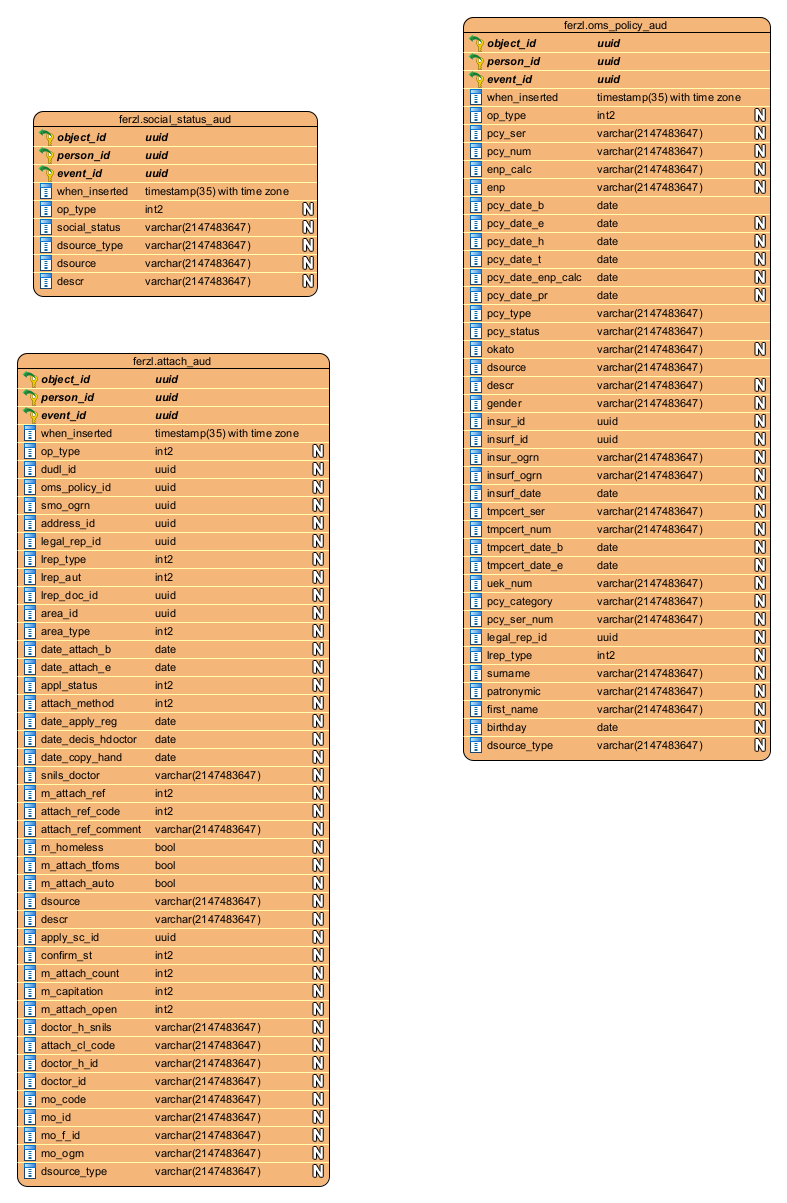 ferzl.social_status_aud
object_id uuid
person_id uuid
event_id uuid
when_inserted timestamp(35) with time zone
op_type int2 N
social_status varchar(2147483647) N
dsource_type varchar(2147483647) N
dsource varchar(2147483647) N
descr varchar(2147483647) N
ferzl.attach_aud
object_id uuid
person_id uuid
event_id uuid
when_inserted timestamp(35) with time zone
op_type int2 N
dudl_id uuid N
oms_policy_id uuid N
smo_ogrn uuid N
address_id uuid N
legal_rep_id uuid N
lrep_type int2 N
lrep_aut int2 N
lrep_doc_id uuid N
area_id uuid N
area_type int2 N
date_attach_b date N
date_attach_e date N
appl_status int2 N
attach_method int2 N
date_apply_reg date N
date_decis_hdoctor date N
date_copy_hand date N
snils_doctor varchar(2147483647) N
m_attach_ref int2 N
attach_ref_code int2 N
attach_ref_comment varchar(2147483647) N
m_homeless bool N
m_attach_tfoms bool N
m_attach_auto bool N
dsource varchar(2147483647) N
descr varchar(2147483647) N
apply_sc_id uuid N
confirm_st int2 N
m_attach_count int2 N
m_capitation int2 N
m_attach_open int2 N
doctor_h_snils varchar(2147483647) N
attach_cl_code varchar(2147483647) N
doctor_h_id varchar(2147483647) N
doctor_id varchar(2147483647) N
mo_code varchar(2147483647) N
mo_id varchar(2147483647) N
mo_f_id varchar(2147483647) N
mo_ogrn varchar(2147483647) N
dsource_type varchar(2147483647) N
ferzl.oms_policy_aud
object_id uuid
person_id uuid
event_id uuid
when_inserted timestamp(35) with time zone
op_type int2 N
pcy_ser varchar(2147483647) N
pcy_num varchar(2147483647) N
enp_calc varchar(2147483647) N
enp varchar(2147483647) N
pcy_date_b date
pcy_date_e date N
pcy_date_h date N
pcy_date_t date N
pcy_date_enp_calc date N
pcy_date_pr date N
pcy_type varchar(2147483647)
pcy_status varchar(2147483647)
okato varchar(2147483647) N
dsource varchar(2147483647)
descr varchar(2147483647) N
gender varchar(2147483647) N
insur_id uuid N
insurf_id uuid N
insur_ogrn varchar(2147483647) N
insurf_ogrn varchar(2147483647) N
insurf_date date N
tmpcert_ser varchar(2147483647) N
tmpcert_num varchar(2147483647) N
tmpcert_date_b date N
tmpcert_date_e date N
uek_num varchar(2147483647) N
pcy_category varchar(2147483647) N
pcy_ser_num varchar(2147483647) N
legal_rep_id uuid N
lrep_type int2 N
surname varchar(2147483647) N
patronymic varchar(2147483647) N
first_name varchar(2147483647) N
birthday date N
dsource_type varchar(2147483647) N